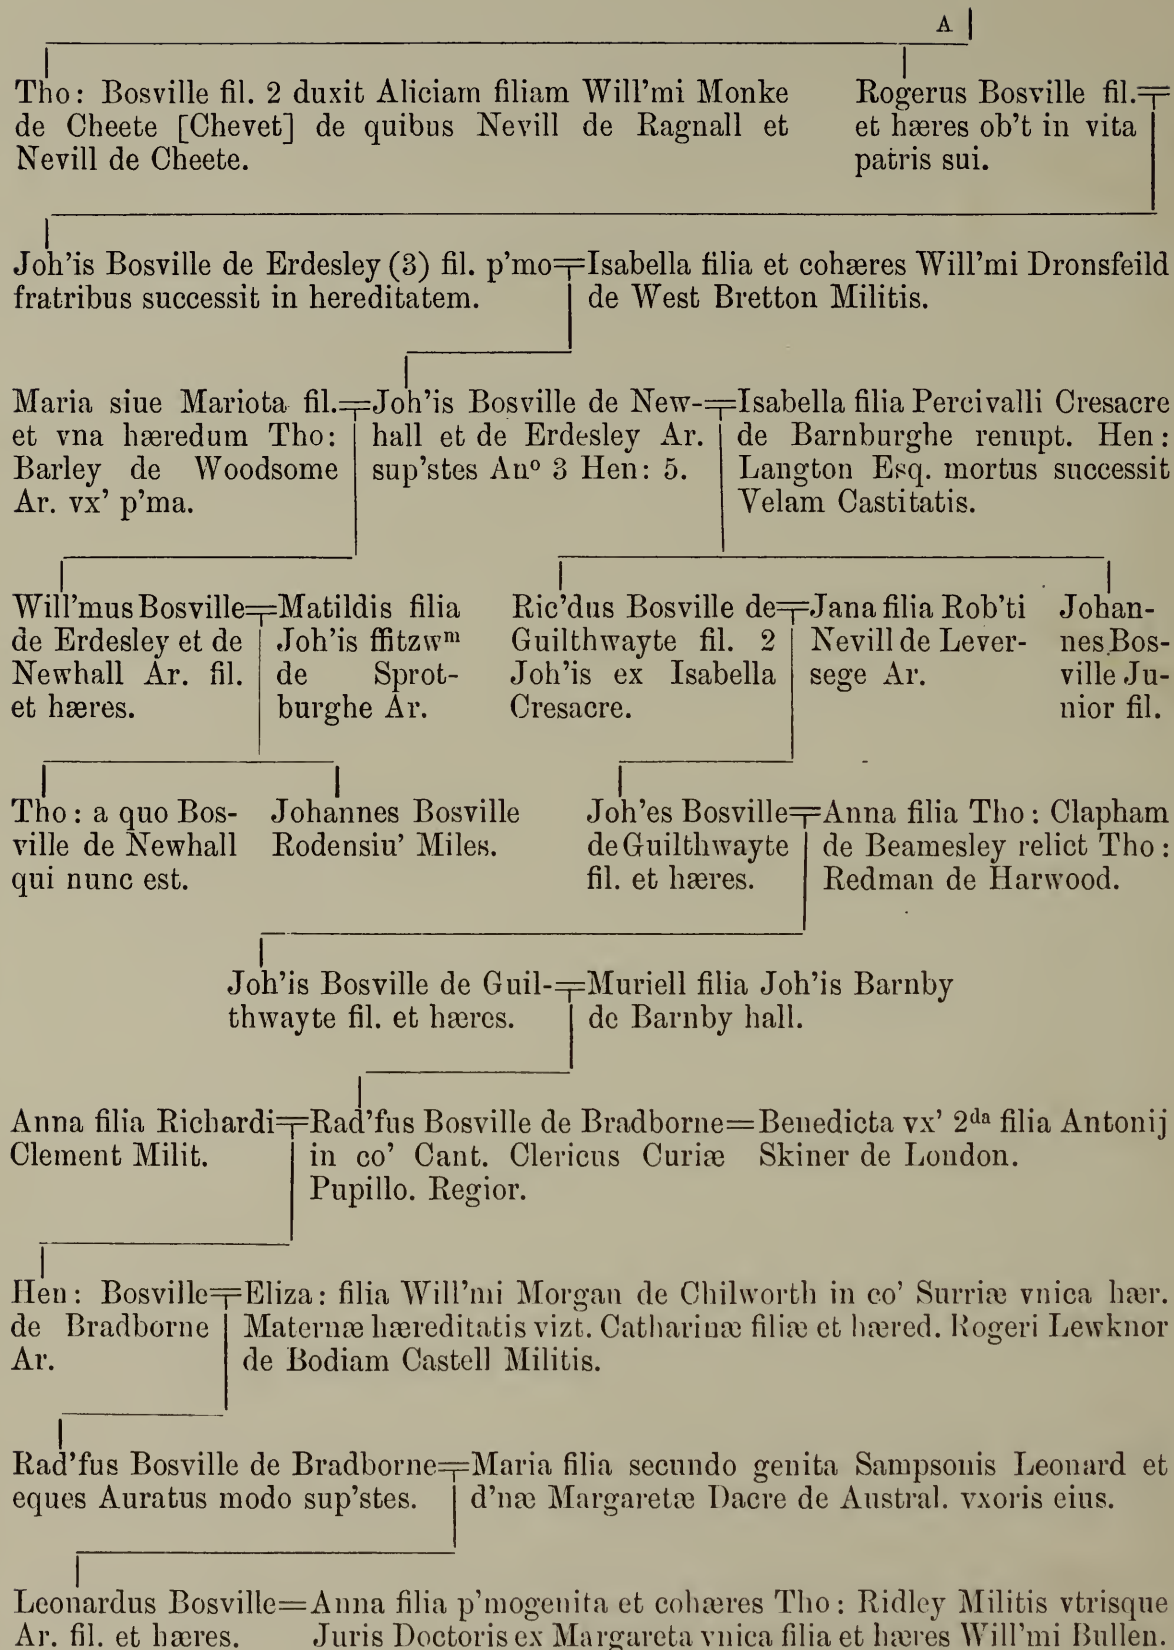 A
Tho: Bosville fil. 2 duxit Aliciam filiam Will'mi Monke
de Cheete [Chevet] de quibus Nevill de Ragnall et
Nevill de Cheete.
Rogerus Bosville fil.
et hæres ob't in vita
patris sui.
Joh'is Bosville de Erdesley (3) fil. p'mo
fratribus successit in hereditatem.
Isabella filia et cohæres Will'mi Dronsfeild
de West Bretton Militis.
Maria siue Mariota fil.
et vna hæredum Tho:
Barley de Woodsome
Ar. vx' p'ma.
Joh'is Bosville de New-
hall et de Erdesley Ar.
sup'stes Anº 3 Hen: 5.
Isabella filia Percivalli Cresacre
de Barnburghe renupt. Hen:
Langton Esq. mortus successit
Velam Castitatis.
Will'mus Bosville
de Erdesley et de
Newhall Ar. fil.
et hæres.
Matildis filia
Joh'is ffitzwᵐ
de Sprot-
burghe Ar.
Ric'dus Bosville de
Guilthwayte fil. 2
Joh'is ex Isabella
Cresacre.
Jana filia Rob'ti
Nevill de Lever-
sege Ar.
Johan-
nes Bos-
ville Ju-
nior fil.
Tho: a quo Bos-
ville de Newhall
qui nunc est.
Johannes Bosville
Rodensiu' Miles.
Joh'es Bosville
de Guilthwayte
fil. et hæres.
Anna filia Tho: Clapham
de Beamesley relict Tho:
Redman de Harwood.
Joh'is Bosville de Guil-
thwayte fil. et hæres.
Muriell filia Joh'is Barnby
de Barnby hall.
Anna filia Richardi
Clement Milit.
Rad'fus Bosville de Bradborne
in co' Cant. Clericus Curiæ
Pupillo. Regior.
Benedicta vx' 2ᵈᵃ filia Antonij
Skiner de London.
Hen: Bosville
de Bradborne
Ar.
Eliza: filia Will'mi Morgan de Chilworth in co' Surriæ vnica hær.
Maternæ hæreditatis vizt. Catharinæ filiæ et hæred. Rogeri Lewknor
de Bodiam Castell Militis.
Rad'fus Bosville de Bradborne
eques Auratus modo sup'stes.
Maria filia secundo genita Sampsonis Leonard et
d'næ Margaretæ Dacre de Austral. vxoris eius.
Leonardus Bosville
Ar. fil. et hæres.
Anna filia p'mogenita et cohæres Tho: Ridley Militis vtrisque
Juris Doctoris ex Margareta vnica filia et hæres Will'mi Bullen.